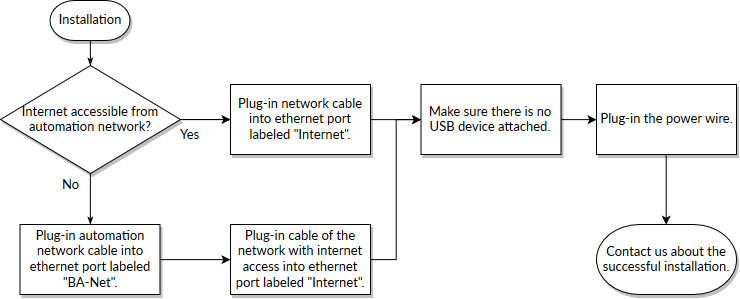 Installation
Internet accessible from
automation network?
Yes
No
Plug-in network cable
into ethernet port
labeled "Internet".
Make sure there is no
USB device attached.
Plug-in the power wire.
Plug-in automation
network cable into
ethernet port labeled
"BA-Net".
Plug-in cable of the
network with internet
access into ethernet
port labeled "Internet".
Contact us about the
successful installation.